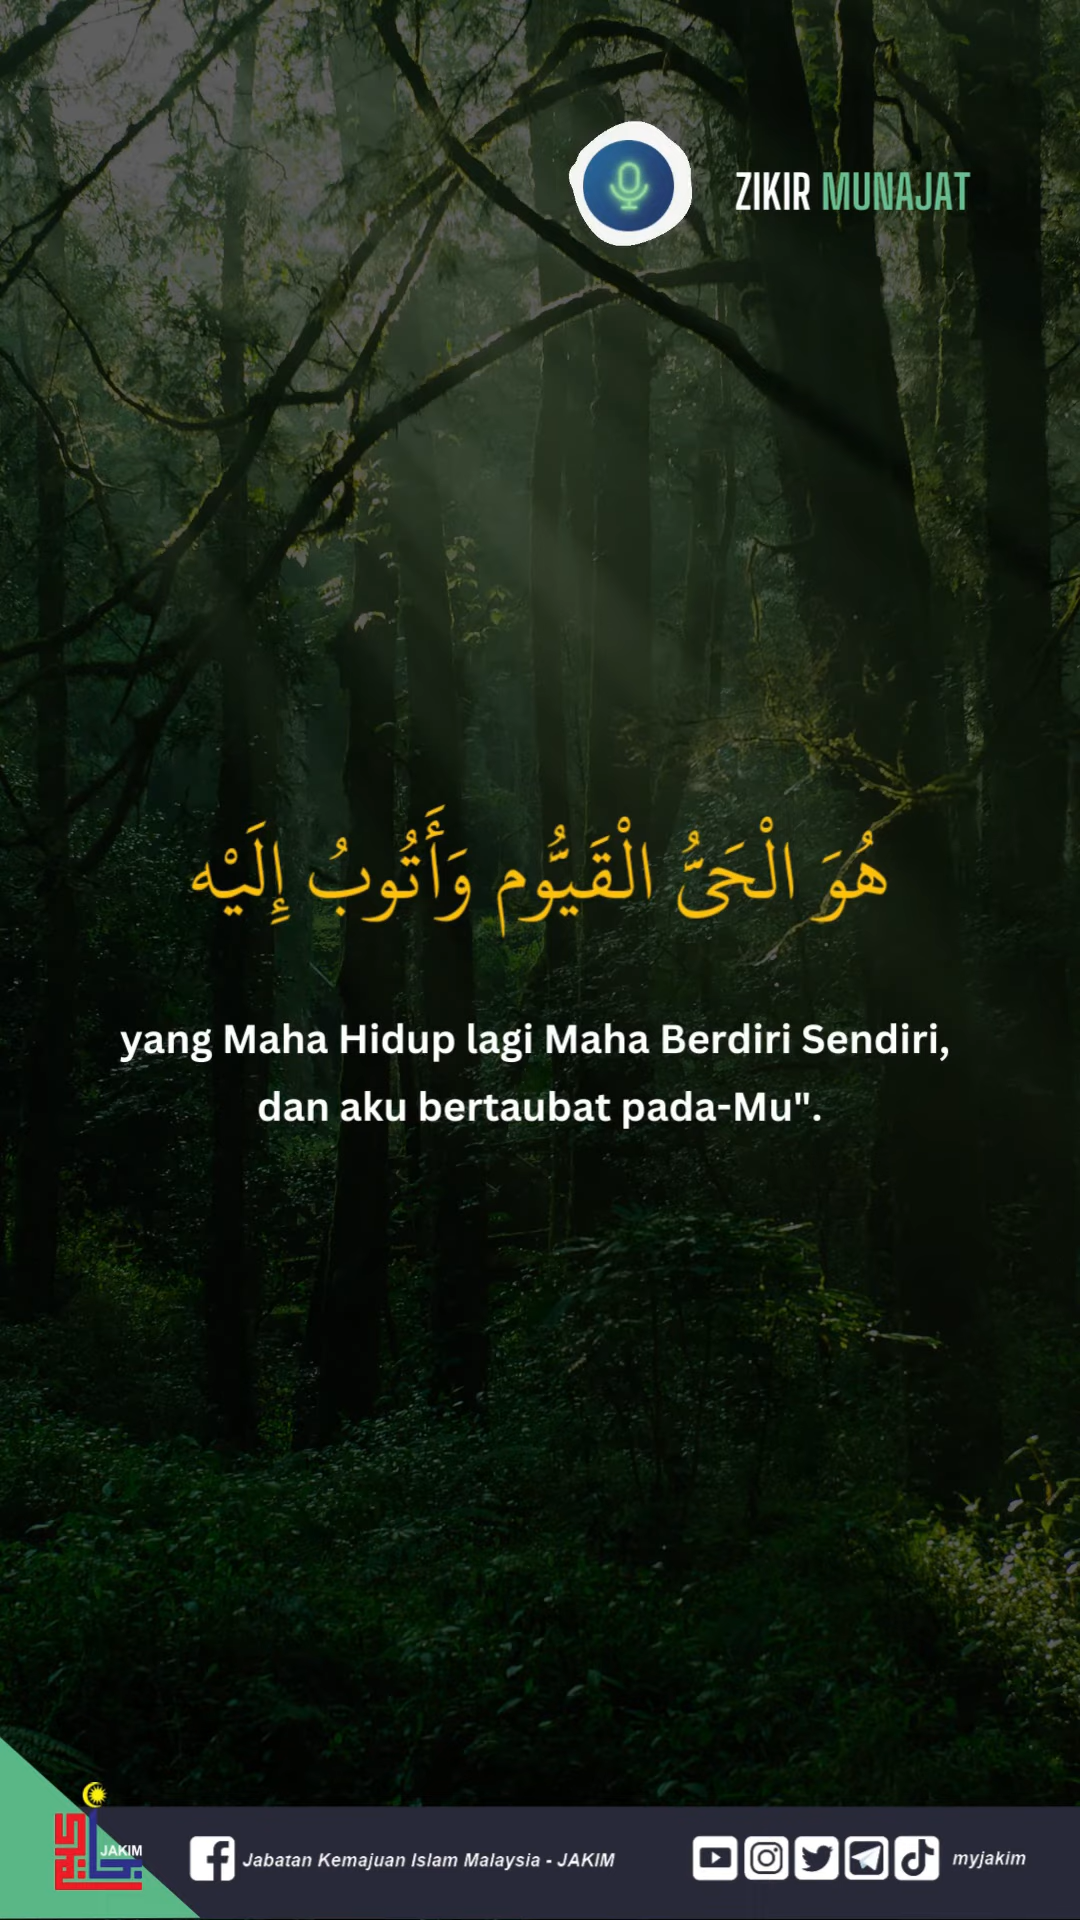 ZIKIR MUNAJAT
هُوَ الْحَىُّ الْقَيُّوم وَأَتُوبُ إِلَيْه
yang Maha Hidup lagi Maha Berdiri Sendiri,
dan aku bertaubat pada-Mu".
JAKIM
Jabatan Kemajuan Islam Malaysia - JAKIM
myjakim